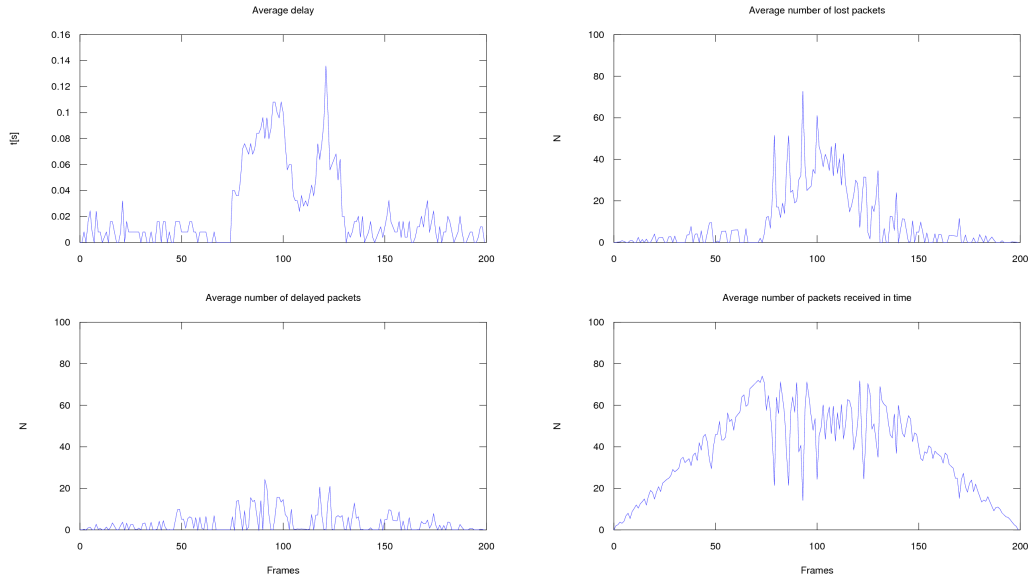 Average delay
0.16
0.14
0.12
0.1
0.08
0.06
0.04
0.02
0
t[s]
0 50 100 150 200
Average number of lost packets
100
80
60
40
20
0
N
0 50 100 150 200
Average number of delayed packets
100
80
60
40
20
0
N
0 50 100 150 200
Frames
Average number of packets received in time
100
80
60
40
20
0
N
0 50 100 150 200
Frames